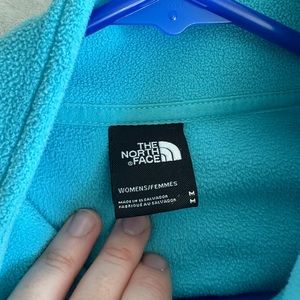 THE
NORTH
FACE
WOMENS/FEMMES
MADE IN EL SALVADOR
FABRIQUÉ AU SALVADOR
M
M